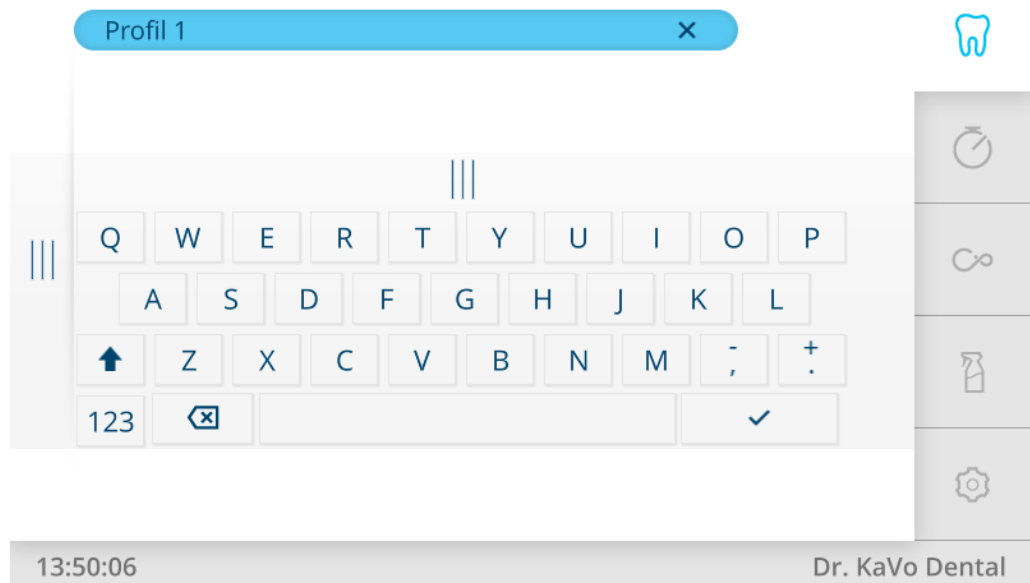 Profil 1
Q W E R T Y U I O P
A S D F G H J K L
Z X C V B N M - , + .
123
13:50:06 Dr. KaVo Dental